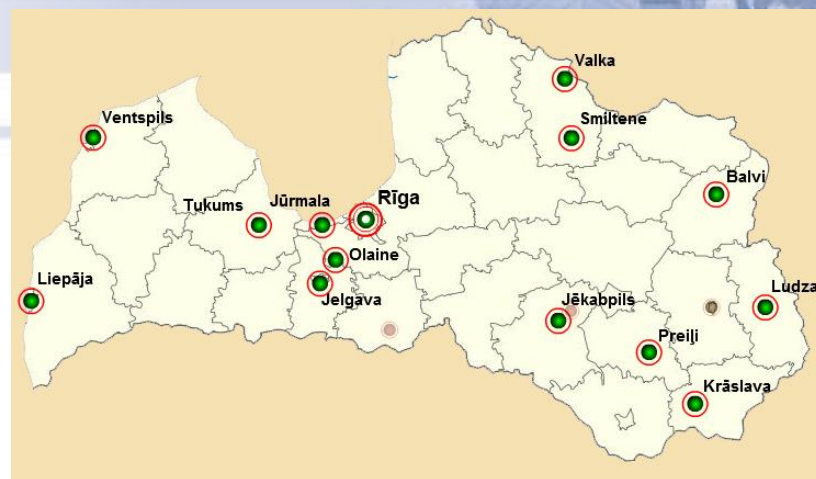 Valka
Ventspils
Smiltene
Balvi
Tukums
Jūrmala
Rīga
Olaine
Liepāja
Jelgava
Jēkabpils
Ludza
Preiļi
Krāslava